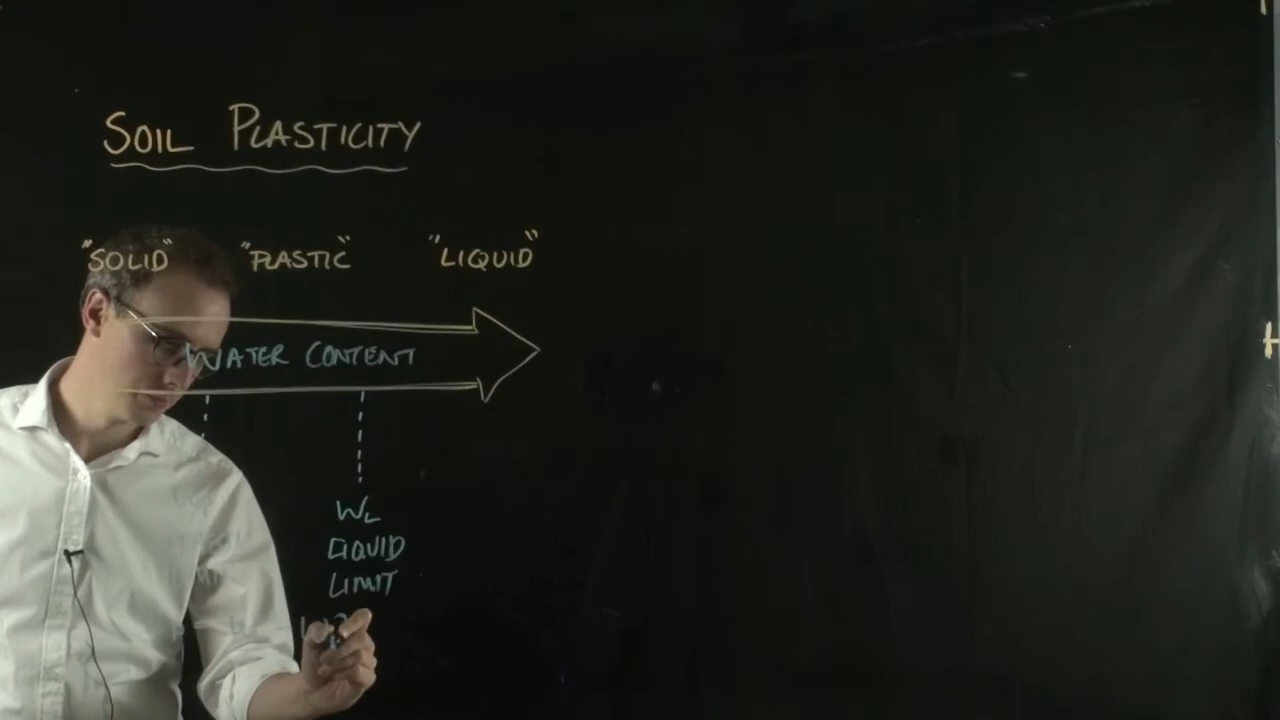 SOIL PLASTICITY
"SOLID" "PLASTIC" "LIQUID"
WATER CONTENT
WL
LIQUID
LIMIT